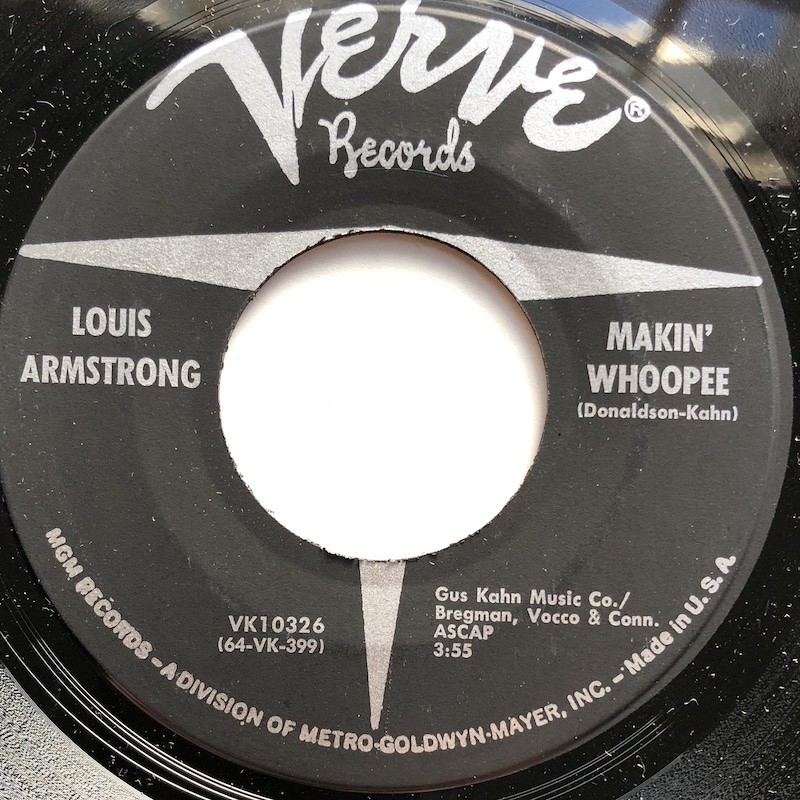 Verve®
Records
LOUIS
ARMSTRONG
MAKIN'
WHOOPEE
(Donaldson-Kahn)
VK10326
(64-VK-399)
Gus Kahn Music Co./
Bregman, Vocco & Conn.
ASCAP
3:55
MGM RECORDS – A DIVISION OF METRO-GOLDWYN-MAYER, INC. – Made in U. S. A